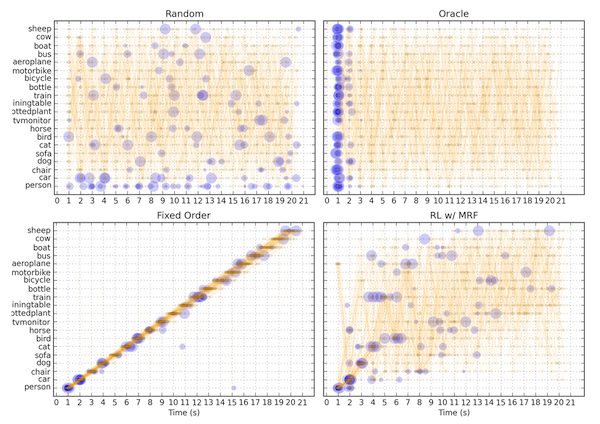 Random
Oracle
sheep
cow
boat
bus
aeroplane
motorbike
bicycle
bottle
train
iningtable
ottedplant
tvmonitor
horse
bird
cat
sofa
dog
chair
car
person
0 1 2 3 4 5 6 7 8 9 10 11 12 13 14 15 16 17 18 19 20 21
0 1 2 3 4 5 6 7 8 9 10 11 12 13 14 15 16 17 18 19 20 21
Fixed Order
RL w/ MRF
sheep
cow
boat
bus
aeroplane
motorbike
bicycle
bottle
train
iningtable
ottedplant
tvmonitor
horse
bird
cat
sofa
dog
chair
car
person
0 1 2 3 4 5 6 7 8 9 10 11 12 13 14 15 16 17 18 19 20 21
0 1 2 3 4 5 6 7 8 9 10 11 12 13 14 15 16 17 18 19 20 21
Time (s)
Time (s)